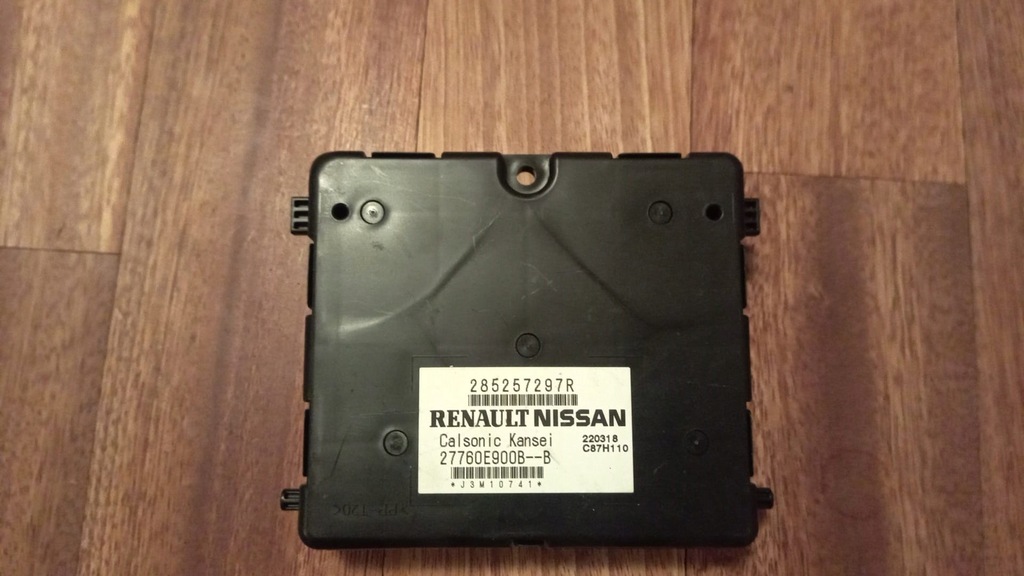 285257297R
RENAULT NISSAN
Calsonic Kansei
220318
27760E900B--B
C87H110
*J3M10741*